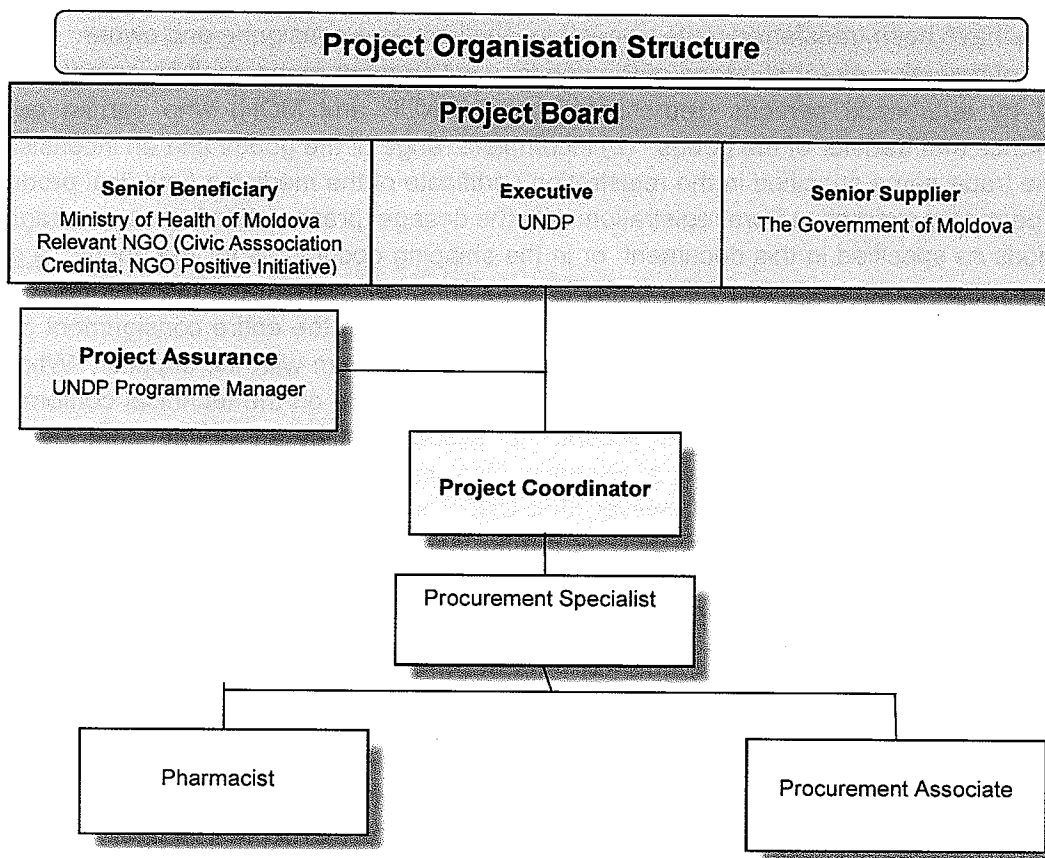 Project Organisation Structure
Project Board
Senior Beneficiary
Ministry of Health of Moldova
Relevant NGO (Civic Asssociation
Credinta, NGO Positive Initiative)
Executive
UNDP
Senior Supplier
The Government of Moldova
Project Assurance
UNDP Programme Manager
Project Coordinator
Procurement Specialist
Pharmacist
Procurement Associate